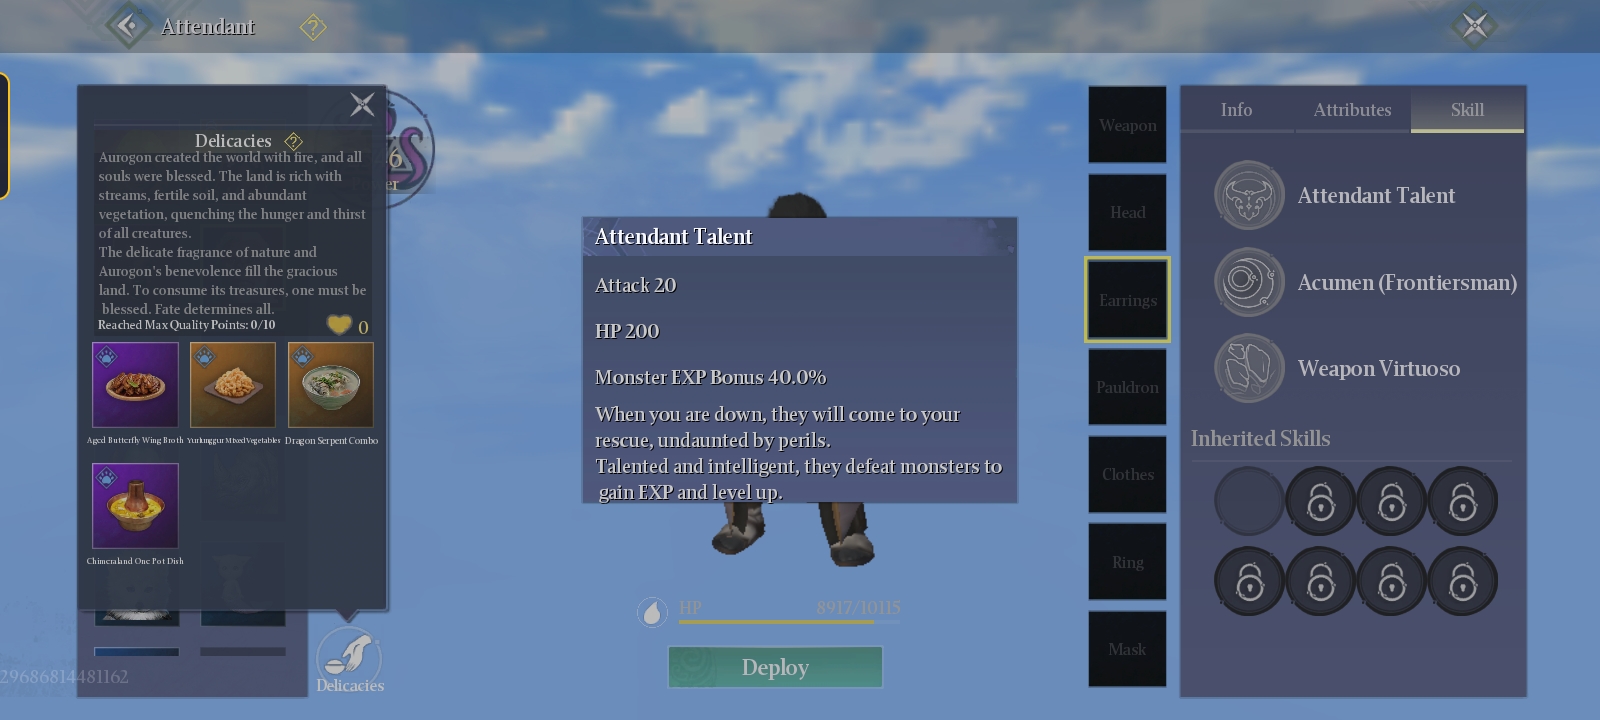 Attendant
?
Delicacies ?
Aurogon created the world with fire, and all
souls were blessed. The land is rich with
streams, fertile soil, and abundant
vegetation, quenching the hunger and thirst
of all creatures.
The delicate fragrance of nature and
Aurogon's benevolence fill the gracious
land. To consume its treasures, one must be
blessed. Fate determines all.
Reached Max Quality Points: 0/10
0
Aged Butterfly Wing Broth
Yurlunggur Mixed Vegetables
Dragon Serpent Combo
Chimeraland One Pot Dish
29686814481162
Delicacies
Attendant Talent
Attack 20
HP 200
Monster EXP Bonus 40.0%
When you are down, they will come to your
rescue, undaunted by perils.
Talented and intelligent, they defeat monsters to
gain EXP and level up.
HP 8917/10115
Deploy
Weapon
Head
Earrings
Pauldron
Clothes
Ring
Mask
Info Attributes Skill
Attendant Talent
Acumen (Frontiersman)
Weapon Virtuoso
Inherited Skills